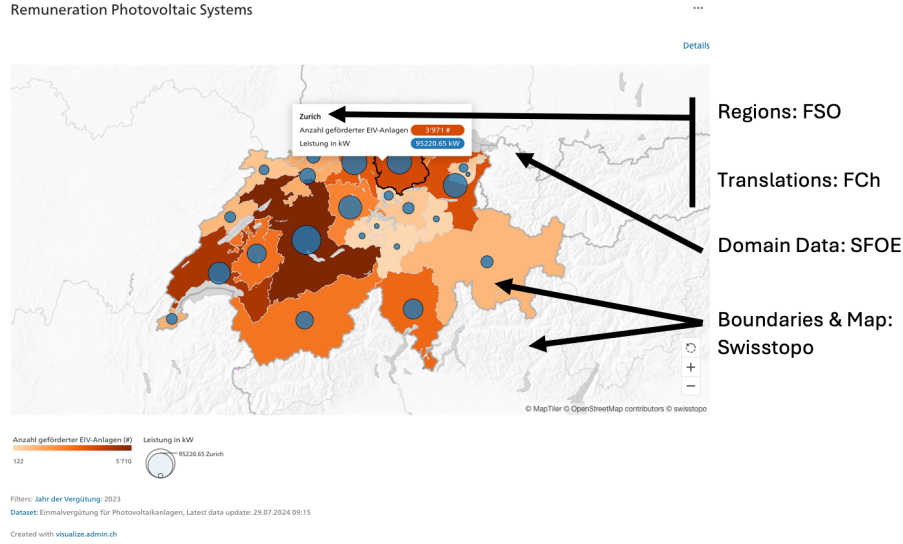 Remuneration Photovoltaic Systems
Details
Zurich
Anzahl geförderter EIV-Anlagen 3'971 #
Leistung in kW 95220.65 kW
Regions: FSO
Translations: FCh
Domain Data: SFOE
Boundaries & Map:
Swisstopo
© MapTiler © OpenStreetMap contributors © swisstopo
Anzahl geförderter EIV-Anlagen (#)
122 5'710
Leistung in kW
95220.65 Zurich
Filters: Jahr der Vergütung: 2023
Dataset: Einmalvergütung für Photovoltaikanlagen, Latest data update: 29.07.2024 09:15
Created with visualize.admin.ch